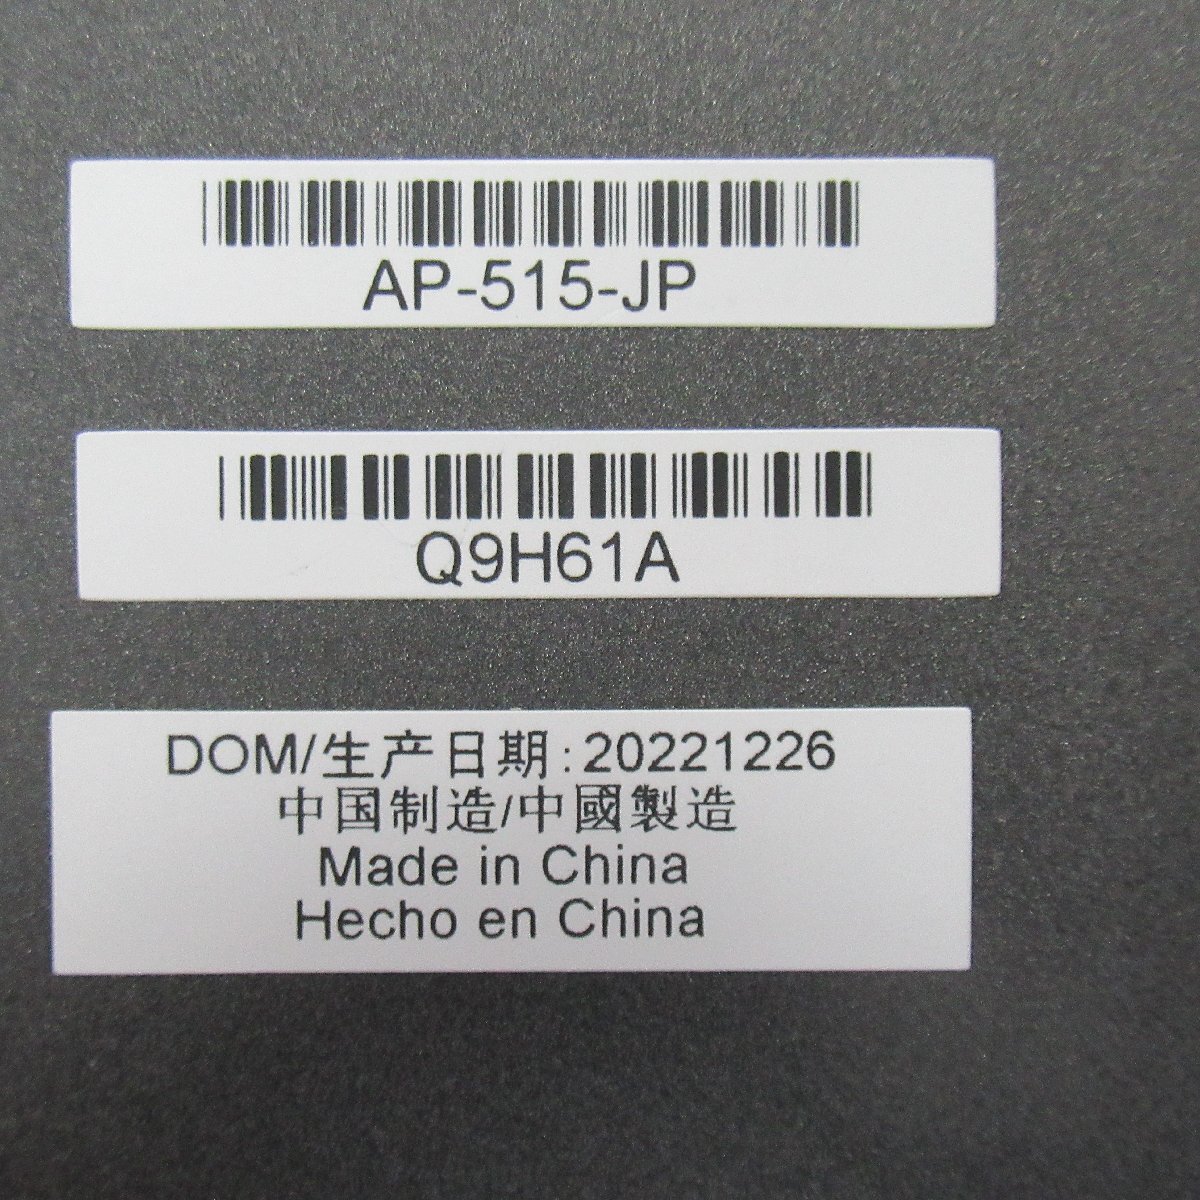 AP-515-JP
Q9H61A
DOM/生产日期:20221226
中国制造/中國製造
Made in China
Hecho en China